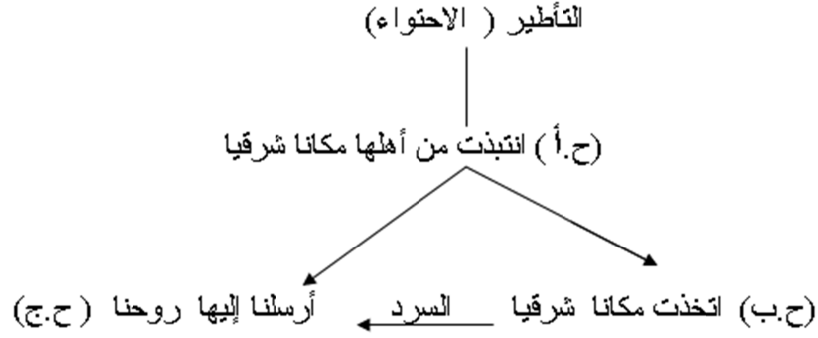 التأطير ( الاحتواء)
(ح.أ) انتبذت من أهلها مكانا شرقيا
(ح.ب) اتخذت مكانا شرقيا السرد أرسلنا إليها روحنا (ح.ج)